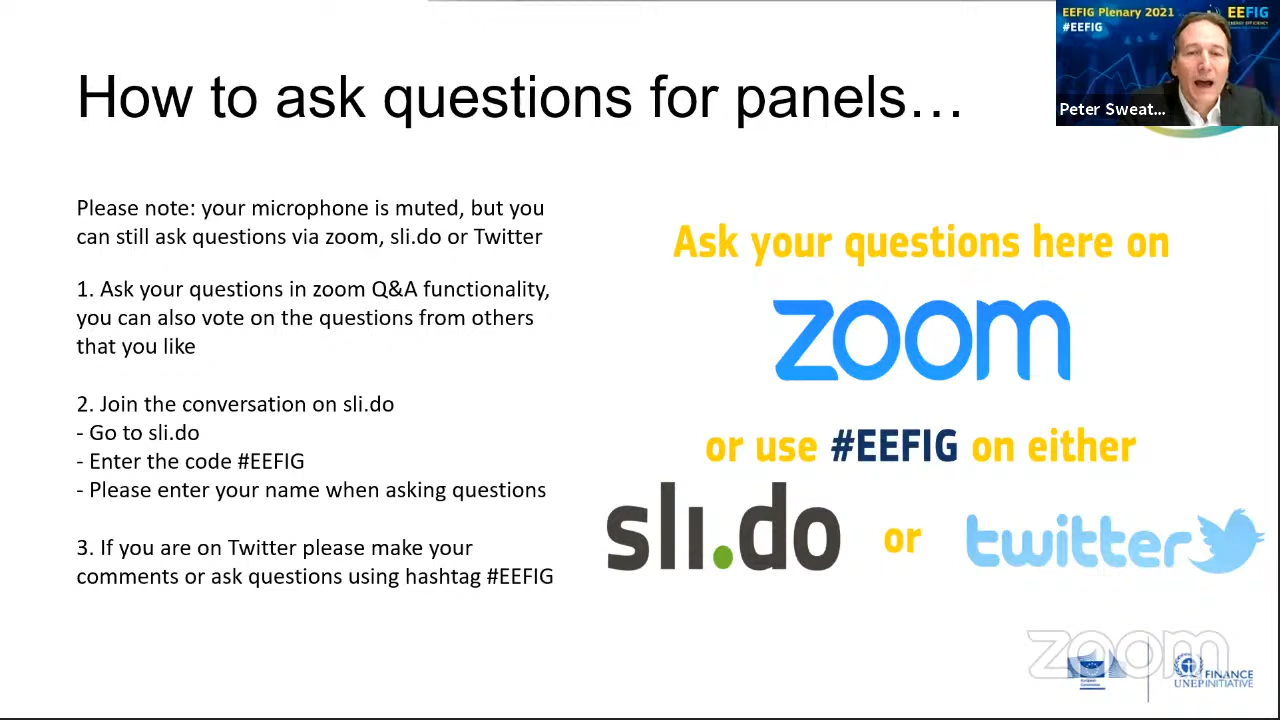 EEFIG Plenary 2021
#EEFIG
EEFIG
Peter Sweat...
How to ask questions for panels…
Please note: your microphone is muted, but you
can still ask questions via zoom, sli.do or Twitter
1. Ask your questions in zoom Q&A functionality,
you can also vote on the questions from others
that you like
2. Join the conversation on sli.do
- Go to sli.do
- Enter the code #EEFIG
- Please enter your name when asking questions
3. If you are on Twitter please make your
comments or ask questions using hashtag #EEFIG
Ask your questions here on
zoom
or use #EEFIG on either
sli.do or twitter
zoom
European
Commission
FINANCE
UNEP INITIATIVE